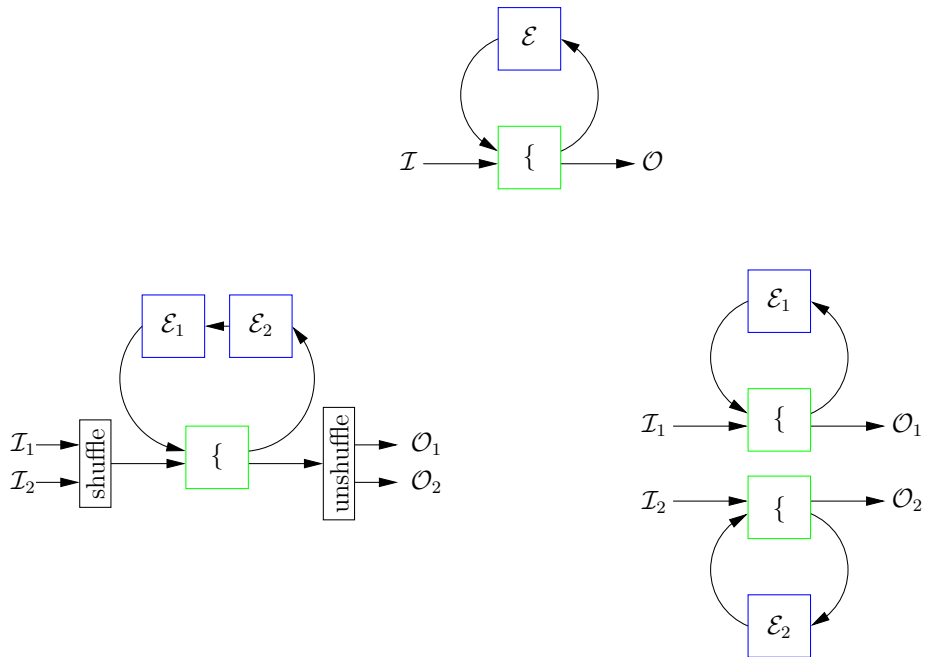 ℰ
ℐ { 𝒪
ℰ₁ ℰ₂
ℐ₁ ℐ₂ shuffle { unshuffle 𝒪₁ 𝒪₂
ℰ₁
ℐ₁ { 𝒪₁
ℐ₂ { 𝒪₂
ℰ₂